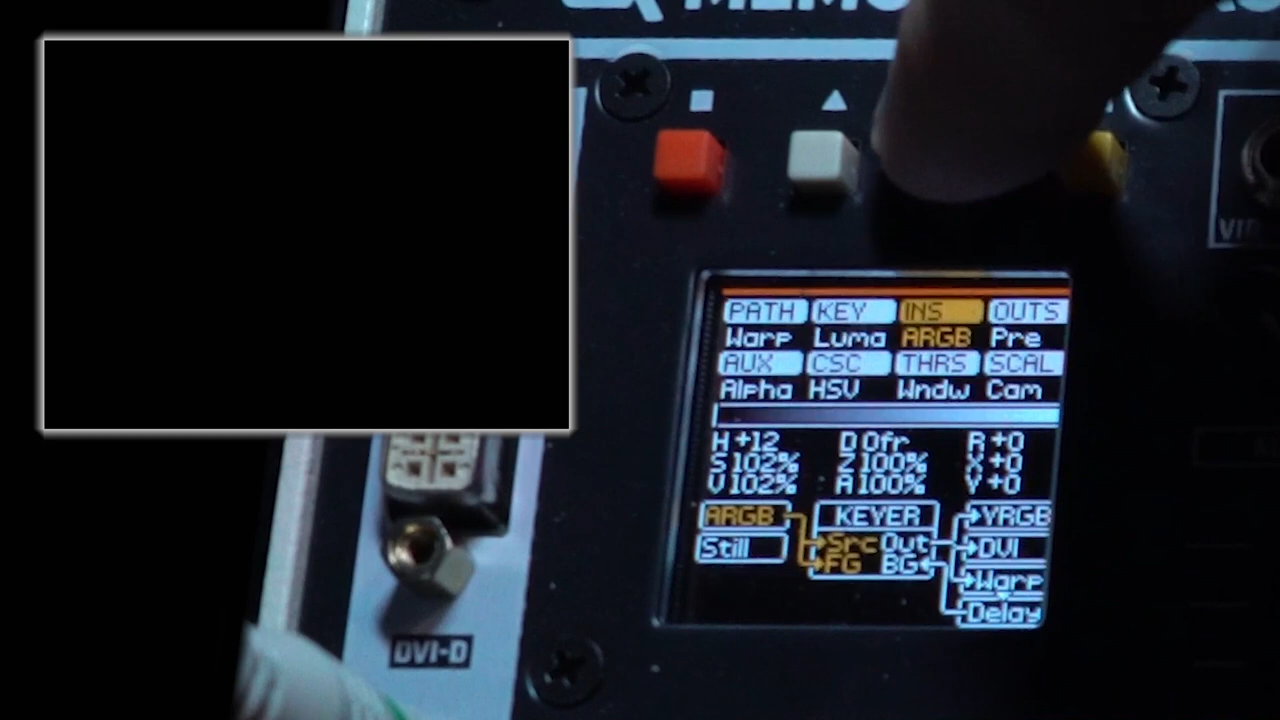 PATH KEY INS OUTS
Warp Luma ARGB Pre
AUX CSC THRS SCAL
Alpha HSV Wndw Cam
H +12 D 0fr R +0
S 102% Z 100% X +0
V 102% A 100% Y +0
ARGB KEYER YRGB
Still Src Out DVI
FG BG Warp
Delay
DVI-D